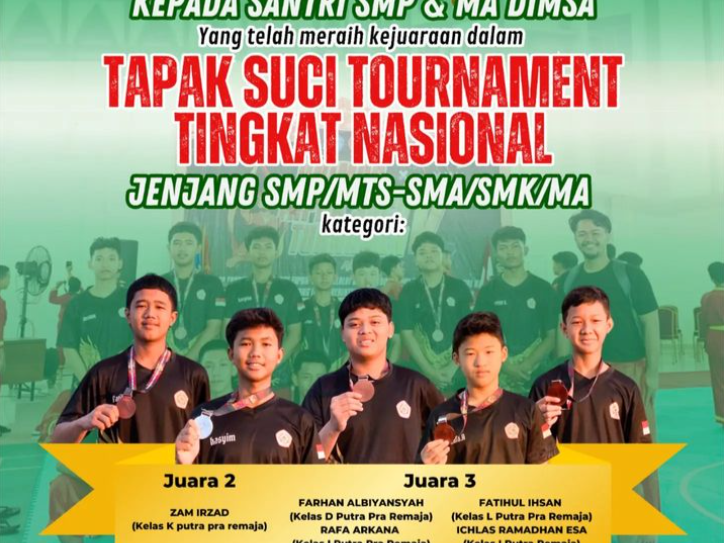 KEPADA SANTRI SMP & MA DIMSA
Yang telah meraih kejuaraan dalam
TAPAK SUCI TOURNAMENT
TINGKAT NASIONAL
JENJANG SMP/MTS-SMA/SMK/MA
kategori:
hasyim
Juara 2
ZAM IRZAD
(Kelas K putra pra remaja)
Juara 3
FARHAN ALBIYANSYAH
(Kelas D Putra Pra Remaja)
RAFA ARKANA
FATIHUL IHSAN
(Kelas L Putra Pra Remaja)
ICHLAS RAMADHAN ESA